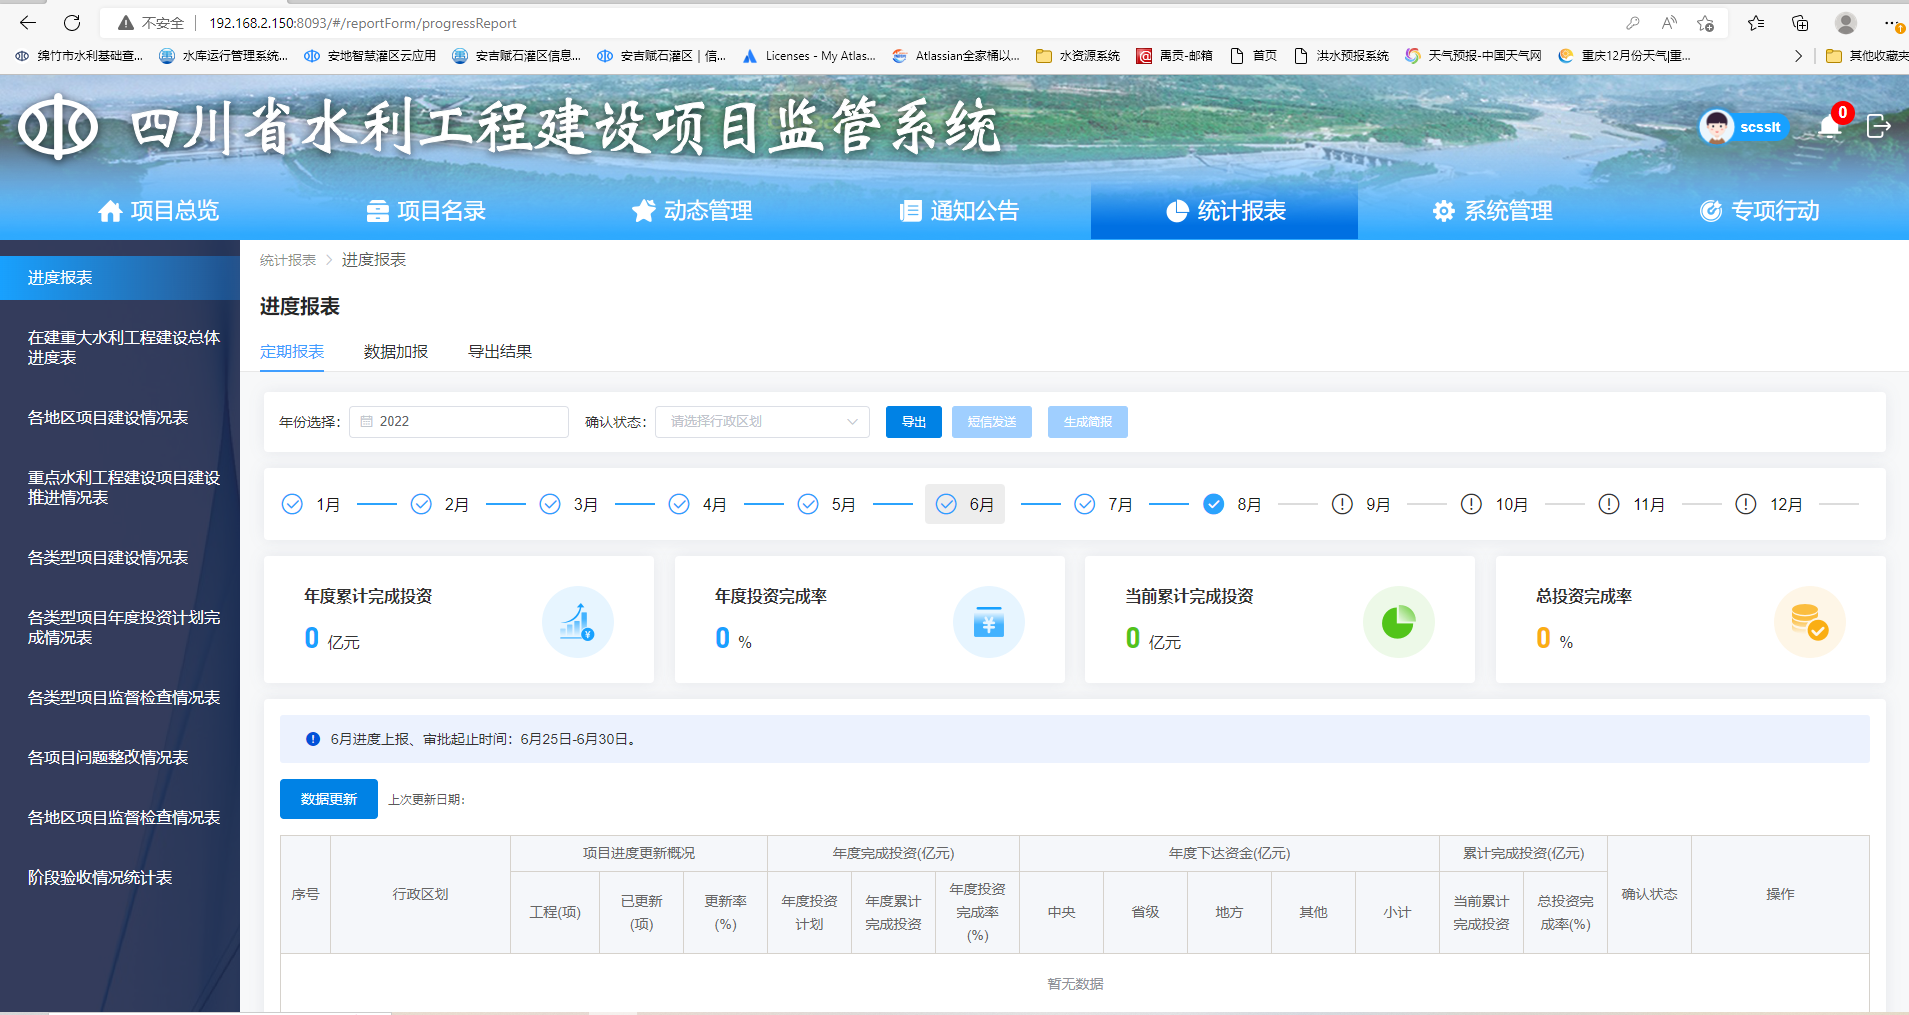 不安全 192.168.2.150:8093/#/reportForm/progressReport
绵竹市水利基础查... 水库运行管理系统... 安地智慧灌区云应用 安吉赋石灌区信息... 安吉赋石灌区 | 信... Licenses - My Atlas... Atlassian全家桶以... 水资源系统 禹贡-邮箱 首页 洪水预报系统 天气预报-中国天气网 重庆12月份天气|重... 其他收藏夹
四川省水利工程建设项目监管系统
scsslt 0
项目总览 项目名录 动态管理 通知公告 统计报表 系统管理 专项行动
进度报表
在建重大水利工程建设总体
进度表
各地区项目建设情况表
重点水利工程建设项目建设
推进情况表
各类型项目建设情况表
各类型项目年度投资计划完
成情况表
各类型项目监督检查情况表
各项目问题整改情况表
各地区项目监督检查情况表
阶段验收情况统计表
统计报表 > 进度报表
进度报表
定期报表 数据加报 导出结果
年份选择: 2022 确认状态: 请选择行政区划 导出 短信发送 生成简报
1月 2月 3月 4月 5月 6月 7月 8月 9月 10月 11月 12月
年度累计完成投资
0 亿元
年度投资完成率
0 %
当前累计完成投资
0 亿元
总投资完成率
0 %
6月进度上报、审批起止时间：6月25日-6月30日。
数据更新 上次更新日期:
序号 行政区划 项目进度更新概况 年度完成投资(亿元) 年度下达资金(亿元) 累计完成投资(亿元) 确认状态 操作
工程(项) 已更新(项) 更新率(%) 年度投资计划 年度累计完成投资 年度投资完成率(%) 中央 省级 地方 其他 小计 当前累计完成投资 总投资完成率(%)
暂无数据